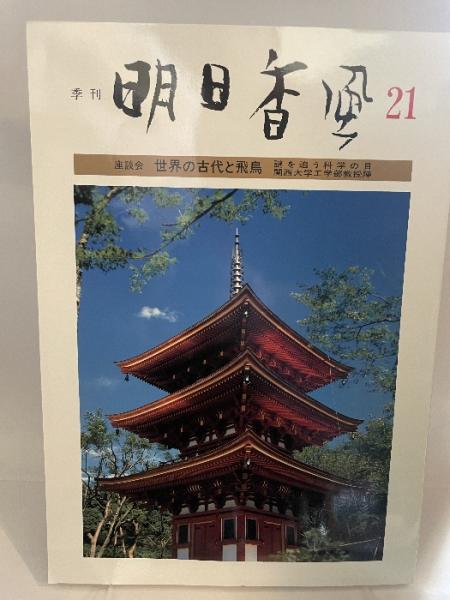 季刊 明日香風 21
座談会 世界の古代と飛鳥
謎を追う科学の目
関西大学工学部教授陣